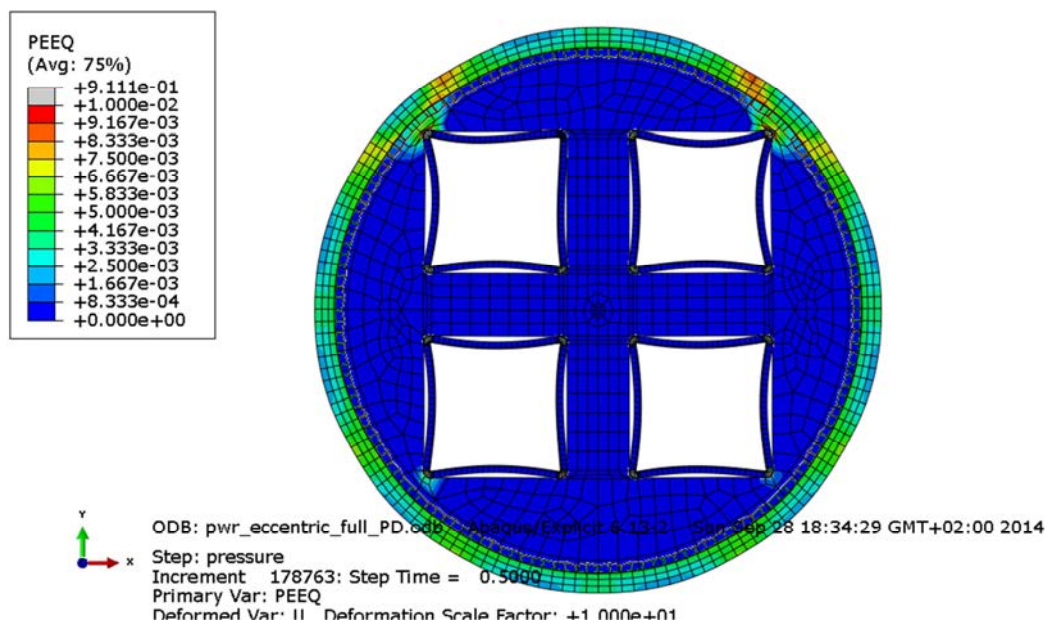 PEEQ
(Avg: 75%)
+9.111e-01
+1.000e-02
+9.167e-03
+8.333e-03
+7.500e-03
+6.667e-03
+5.833e-03
+5.000e-03
+4.167e-03
+3.333e-03
+2.500e-03
+1.667e-03
+8.333e-04
+0.000e+00
Y
X
ODB: pwr_eccentric_full_PD.odb Abaqus/Explicit 6.13-2 Sun Sep 28 18:34:29 GMT+02:00 2014
Step: pressure
Increment 178763: Step Time = 0.5000
Primary Var: PEEQ
Deformed Var: U Deformation Scale Factor: +1.000e+01